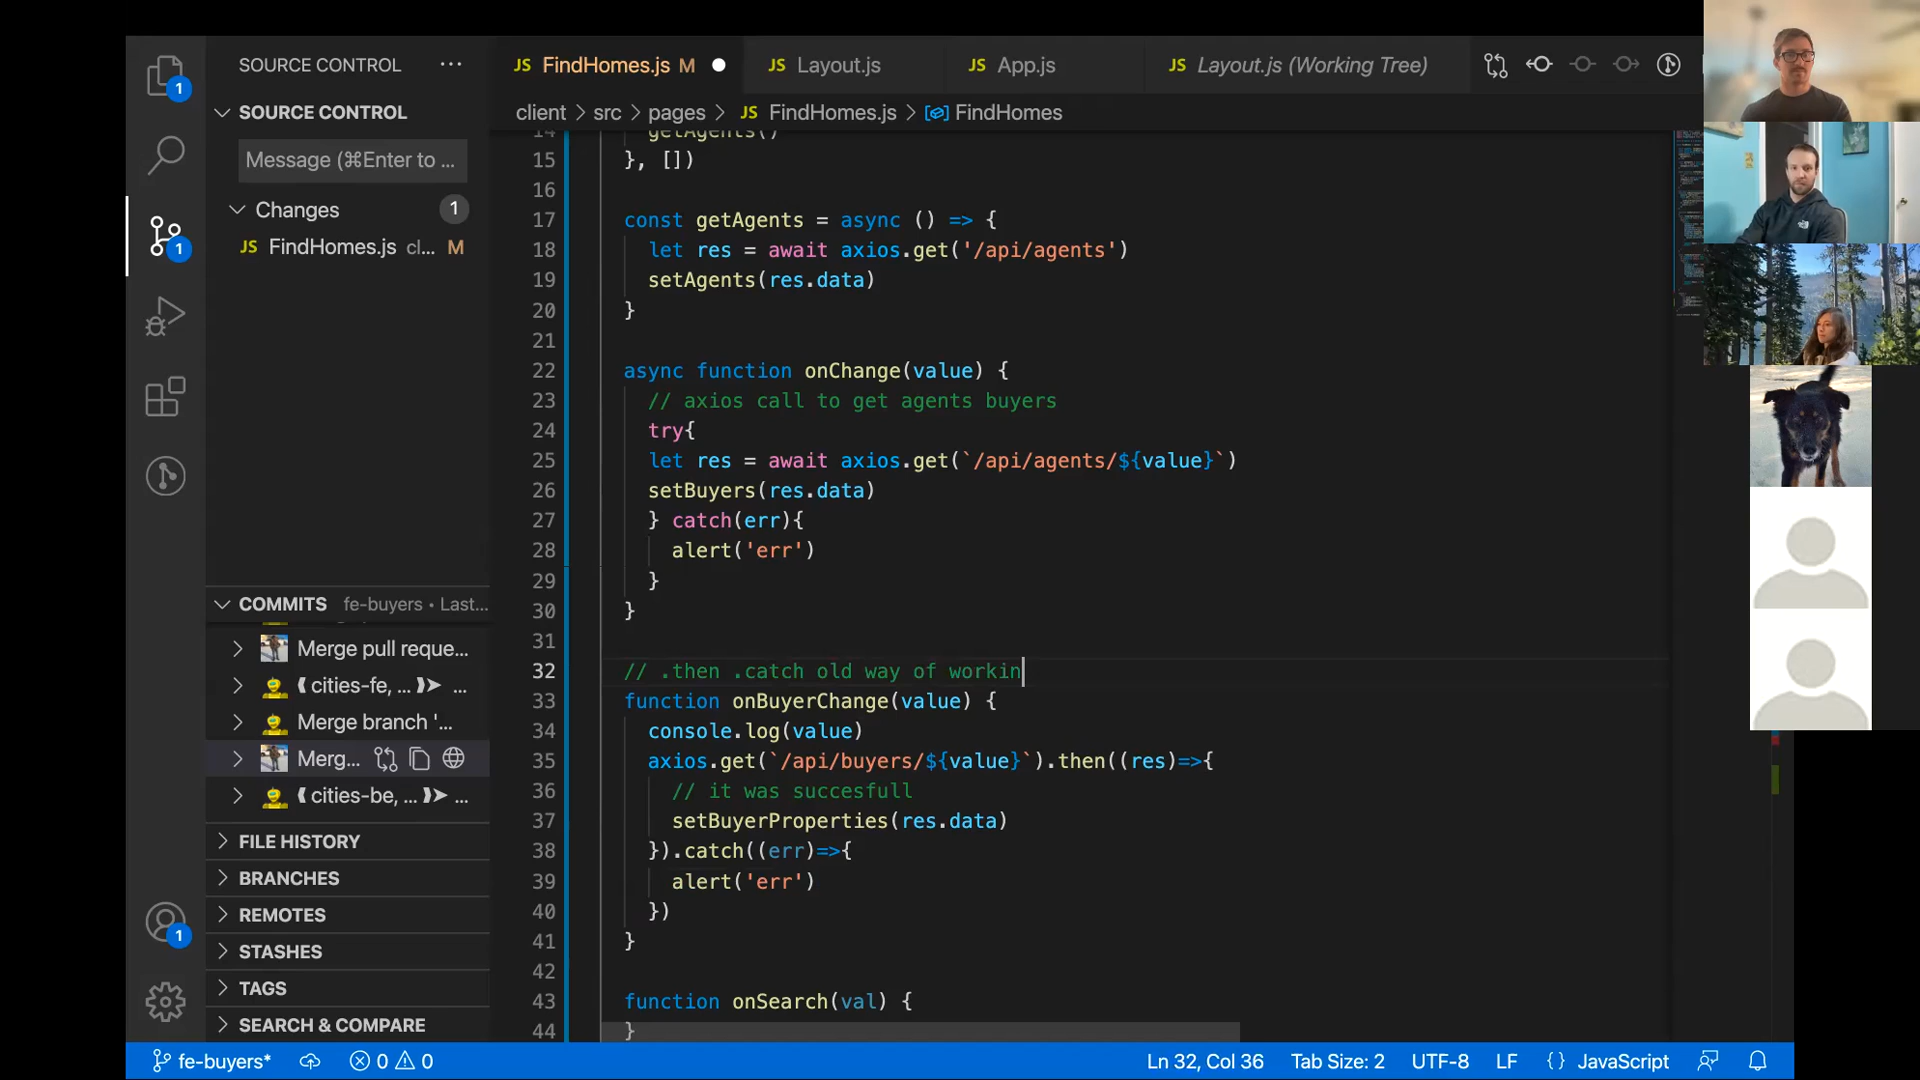 SOURCE CONTROL ...
JS FindHomes.js M
JS Layout.js
JS App.js
JS Layout.js (Working Tree)
SOURCE CONTROL
client > src > pages > JS FindHomes.js > FindHomes
Message (⌘Enter to ...
Changes 1
JS FindHomes.js cl... M
1
1
14 getAgents()
15 }, [])
16
17 const getAgents = async () => {
18 let res = await axios.get('/api/agents')
19 setAgents(res.data)
20 }
21
22 async function onChange(value) {
23 // axios call to get agents buyers
24 try{
25 let res = await axios.get(`/api/agents/${value}`)
26 setBuyers(res.data)
27 } catch(err){
28 alert('err')
29 }
30 }
31
32 // .then .catch old way of workin
33 function onBuyerChange(value) {
34 console.log(value)
35 axios.get(`/api/buyers/${value}`).then((res)=>{
36 // it was succesfull
37 setBuyerProperties(res.data)
38 }).catch((err)=>{
39 alert('err')
40 })
41 }
42
43 function onSearch(val) {
44 }
COMMITS fe-buyers • Last...
Merge pull reque...
⟪ cities-fe, ... ⟫➤ ...
Merge branch '...
Merg...
⟪ cities-be, ... ⟫➤ ...
FILE HISTORY
BRANCHES
REMOTES
STASHES
TAGS
SEARCH & COMPARE
1
fe-buyers* 0 0 Ln 32, Col 36 Tab Size: 2 UTF-8 LF {} JavaScript